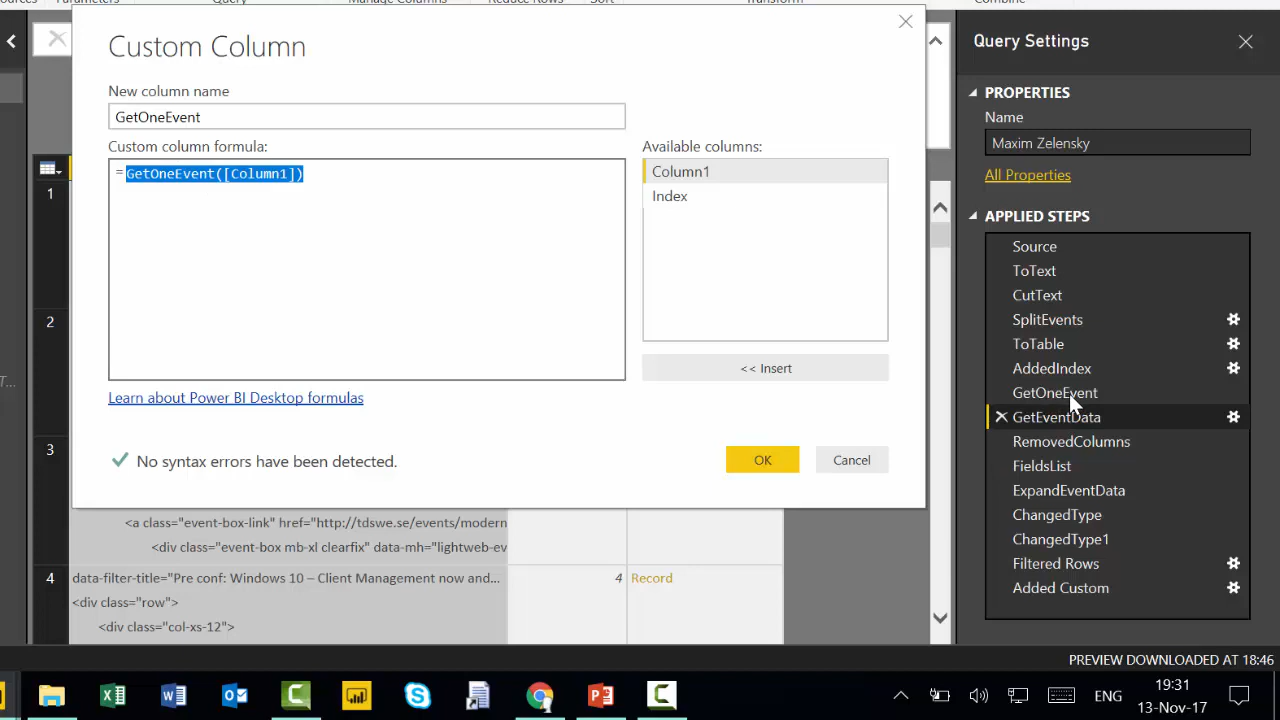 Parameters
Query
Manage Columns
Reduce Rows
Sort
Transform
Combine
Custom Column
New column name
GetOneEvent
Custom column formula:
= GetOneEvent([Column1])
Available columns:
Column1
Index
<< Insert
Learn about Power BI Desktop formulas
No syntax errors have been detected.
OK
Cancel
1
2
3
4
<a class="event-box-link" href="http://tdswe.se/events/modern
<div class="event-box mb-xl clearfix" data-mh="lightweb-ev
data-filter-title="Pre conf: Windows 10 – Client Management now and...
<div class="row">
<div class="col-xs-12">
4
Record
Query Settings
PROPERTIES
Name
Maxim Zelensky
All Properties
APPLIED STEPS
Source
ToText
CutText
SplitEvents
ToTable
AddedIndex
GetOneEvent
GetEventData
RemovedColumns
FieldsList
ExpandEventData
ChangedType
ChangedType1
Filtered Rows
Added Custom
PREVIEW DOWNLOADED AT 18:46
ENG
19:31
13-Nov-17